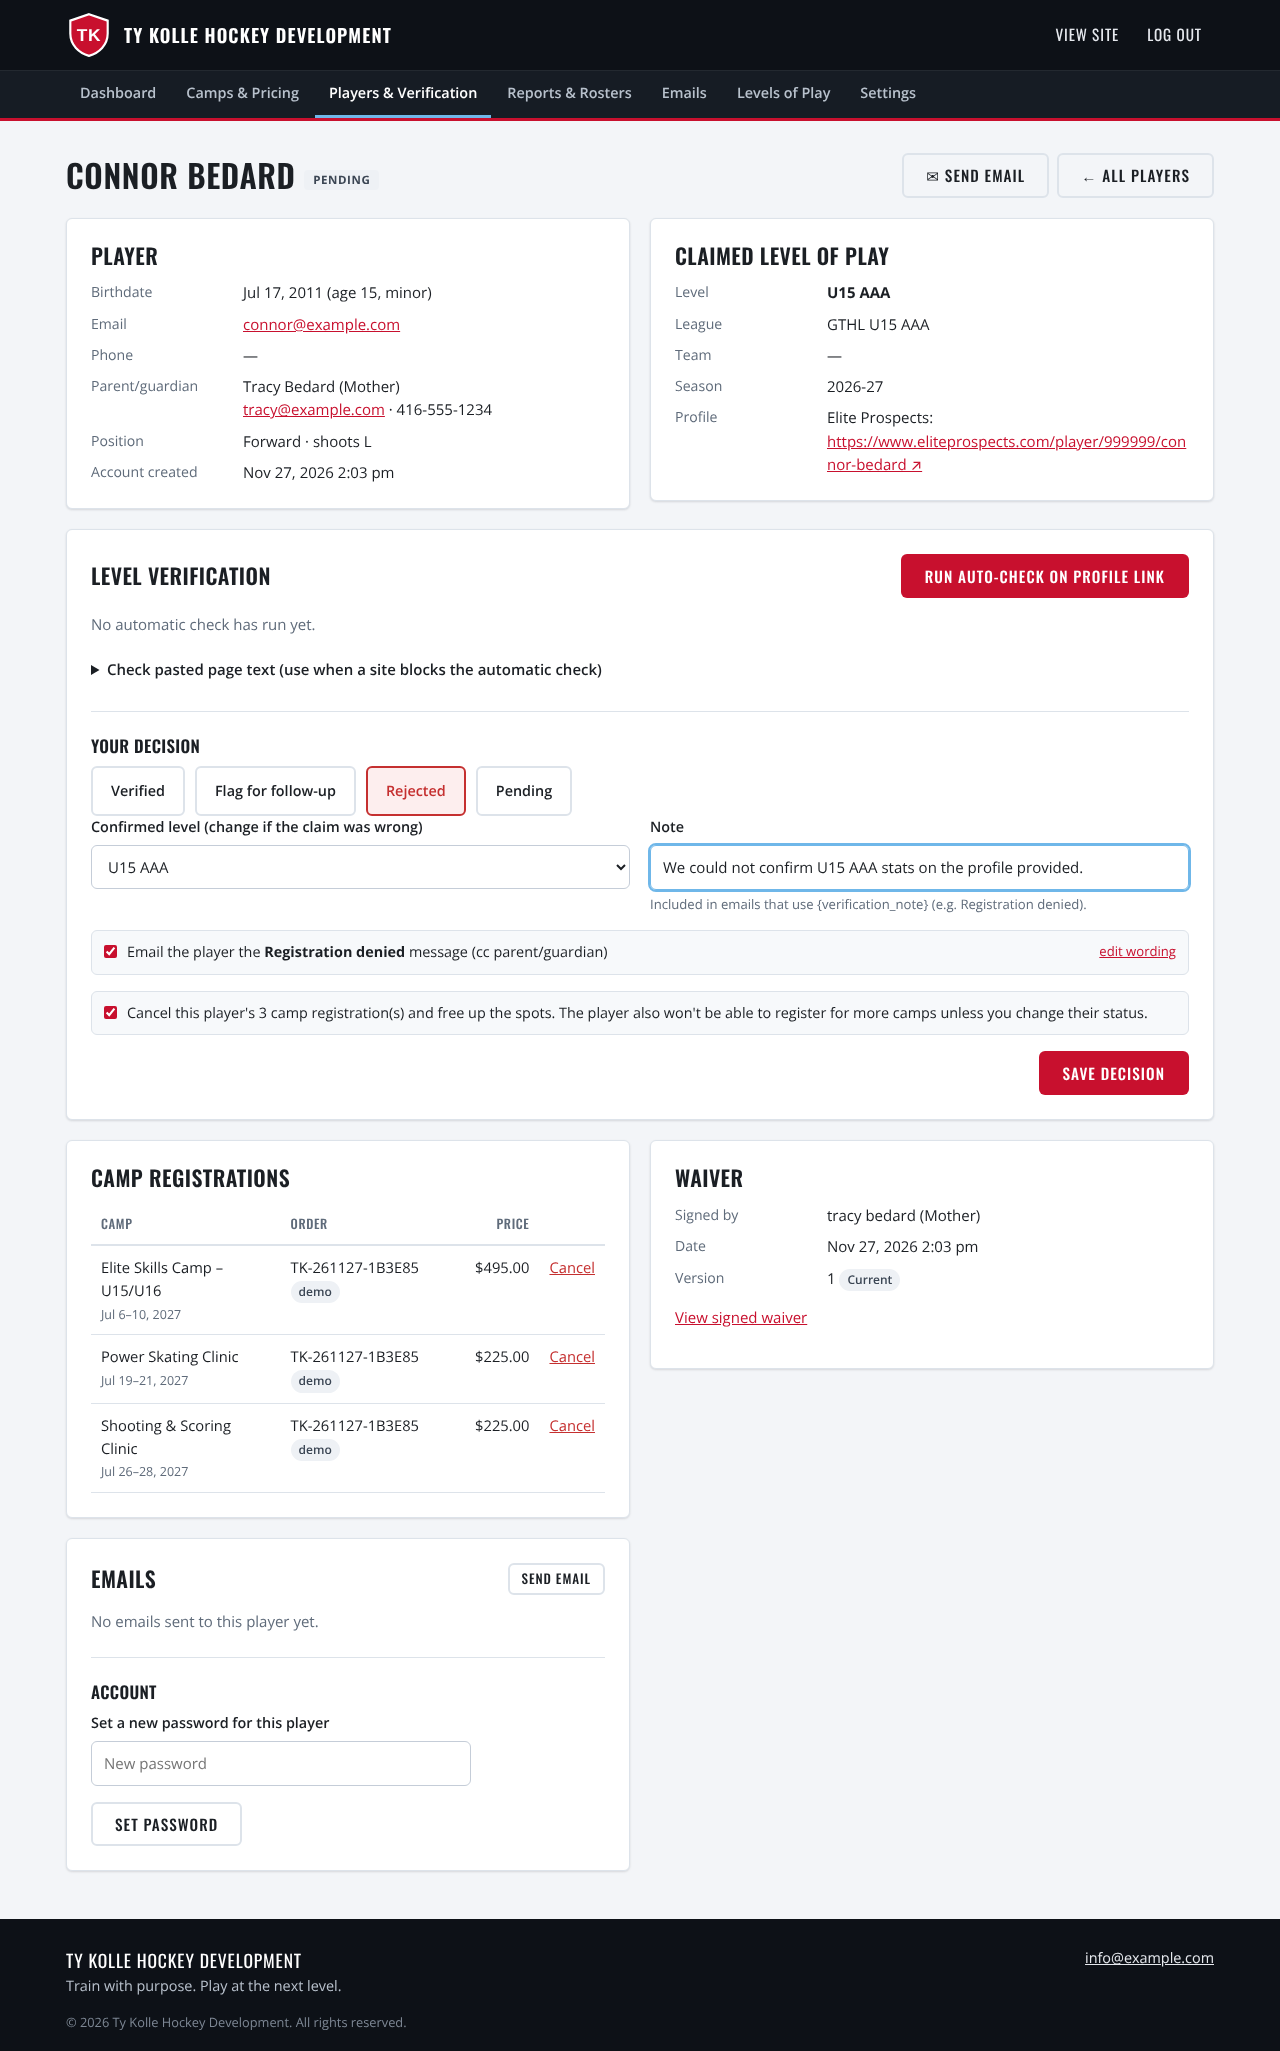 TK TY KOLLE HOCKEY DEVELOPMENT
VIEW SITE LOG OUT
Dashboard Camps & Pricing Players & Verification Reports & Rosters Emails Levels of Play Settings
CONNOR BEDARD PENDING
✉ SEND EMAIL ← ALL PLAYERS
PLAYER
Birthdate Jul 17, 2011 (age 15, minor)
Email connor@example.com
Phone —
Parent/guardian Tracy Bedard (Mother)
tracy@example.com · 416-555-1234
Position Forward · shoots L
Account created Nov 27, 2026 2:03 pm
CLAIMED LEVEL OF PLAY
Level U15 AAA
League GTHL U15 AAA
Team —
Season 2026-27
Profile Elite Prospects:
https://www.eliteprospects.com/player/999999/con
nor-bedard ↗
LEVEL VERIFICATION
RUN AUTO-CHECK ON PROFILE LINK
No automatic check has run yet.
▶ Check pasted page text (use when a site blocks the automatic check)
YOUR DECISION
Verified Flag for follow-up Rejected Pending
Confirmed level (change if the claim was wrong)
U15 AAA
Note
We could not confirm U15 AAA stats on the profile provided.
Included in emails that use {verification_note} (e.g. Registration denied).
Email the player the Registration denied message (cc parent/guardian) edit wording
Cancel this player's 3 camp registration(s) and free up the spots. The player also won't be able to register for more camps unless you change their status.
SAVE DECISION
CAMP REGISTRATIONS
CAMP ORDER PRICE
Elite Skills Camp – TK-261127-1B3E85 $495.00 Cancel
U15/U16 demo
Jul 6–10, 2027
Power Skating Clinic TK-261127-1B3E85 $225.00 Cancel
Jul 19–21, 2027 demo
Shooting & Scoring TK-261127-1B3E85 $225.00 Cancel
Clinic demo
Jul 26–28, 2027
WAIVER
Signed by tracy bedard (Mother)
Date Nov 27, 2026 2:03 pm
Version 1 Current
View signed waiver
EMAILS
SEND EMAIL
No emails sent to this player yet.
ACCOUNT
Set a new password for this player
New password
SET PASSWORD
TY KOLLE HOCKEY DEVELOPMENT
Train with purpose. Play at the next level.
© 2026 Ty Kolle Hockey Development. All rights reserved.
info@example.com